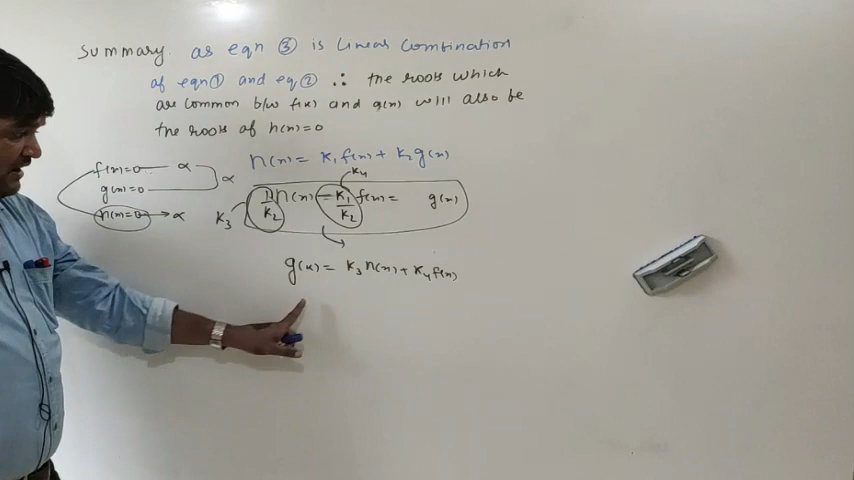 Summary. as eqn ③ is Linear Combination
of eqn① and eq② ∴ the roots which
are common b/w f(x) and g(x) will also be
the roots of h(x)=0
h(x) = K₁f(x) + K₂g(x)
f(x)=0 α
g(x)=0 α
h(x)=0 → α
K₄
1/K₂ h(x) - K₁/K₂ f(x) = g(x)
K₃
g(x) = K₃h(x) + K₄f(x)